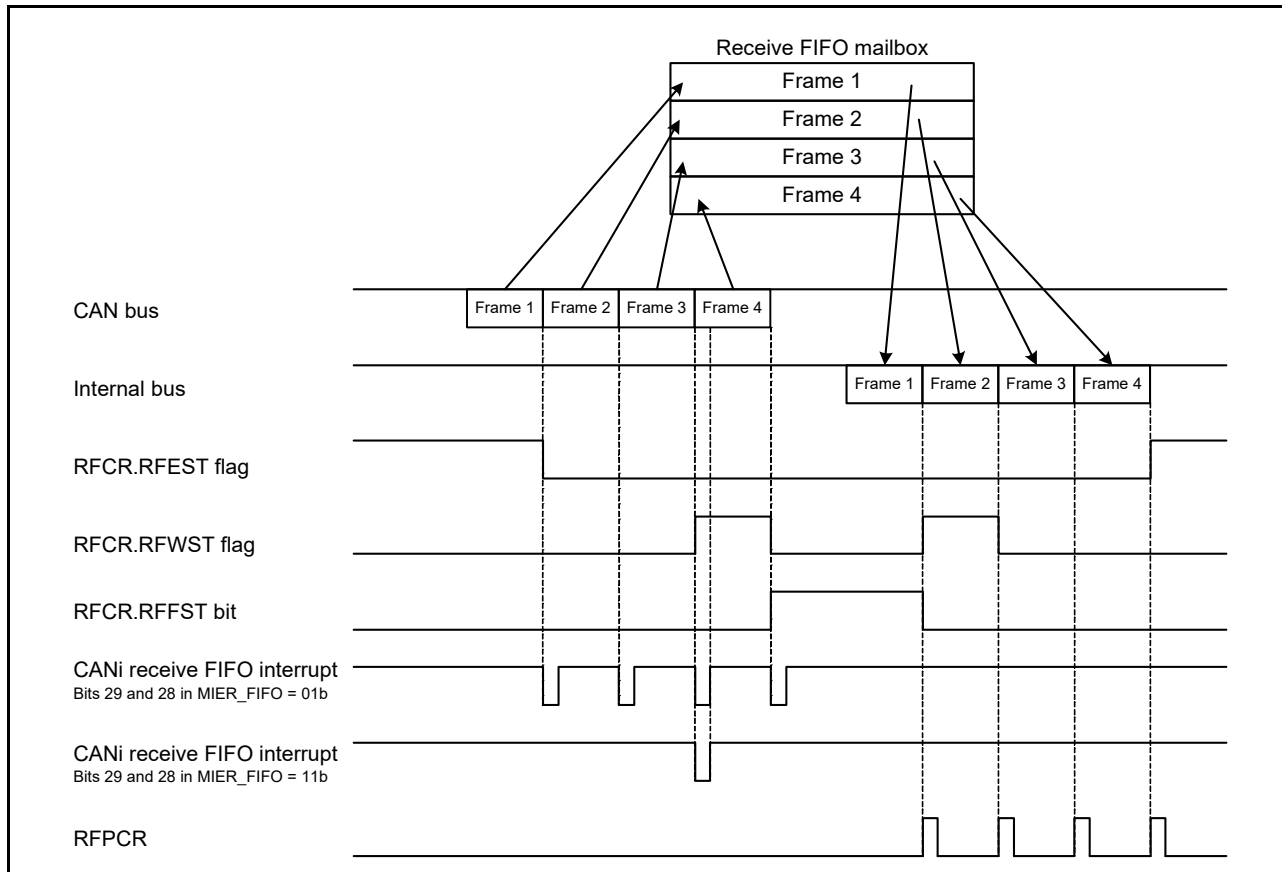 Receive FIFO mailbox
Frame 1
Frame 2
Frame 3
Frame 4
CAN bus
Frame 1 Frame 2 Frame 3 Frame 4
Internal bus
Frame 1 Frame 2 Frame 3 Frame 4
RFCR.RFEST flag
RFCR.RFWST flag
RFCR.RFFST bit
CANi receive FIFO interrupt
Bits 29 and 28 in MIER_FIFO = 01b
CANi receive FIFO interrupt
Bits 29 and 28 in MIER_FIFO = 11b
RFPCR